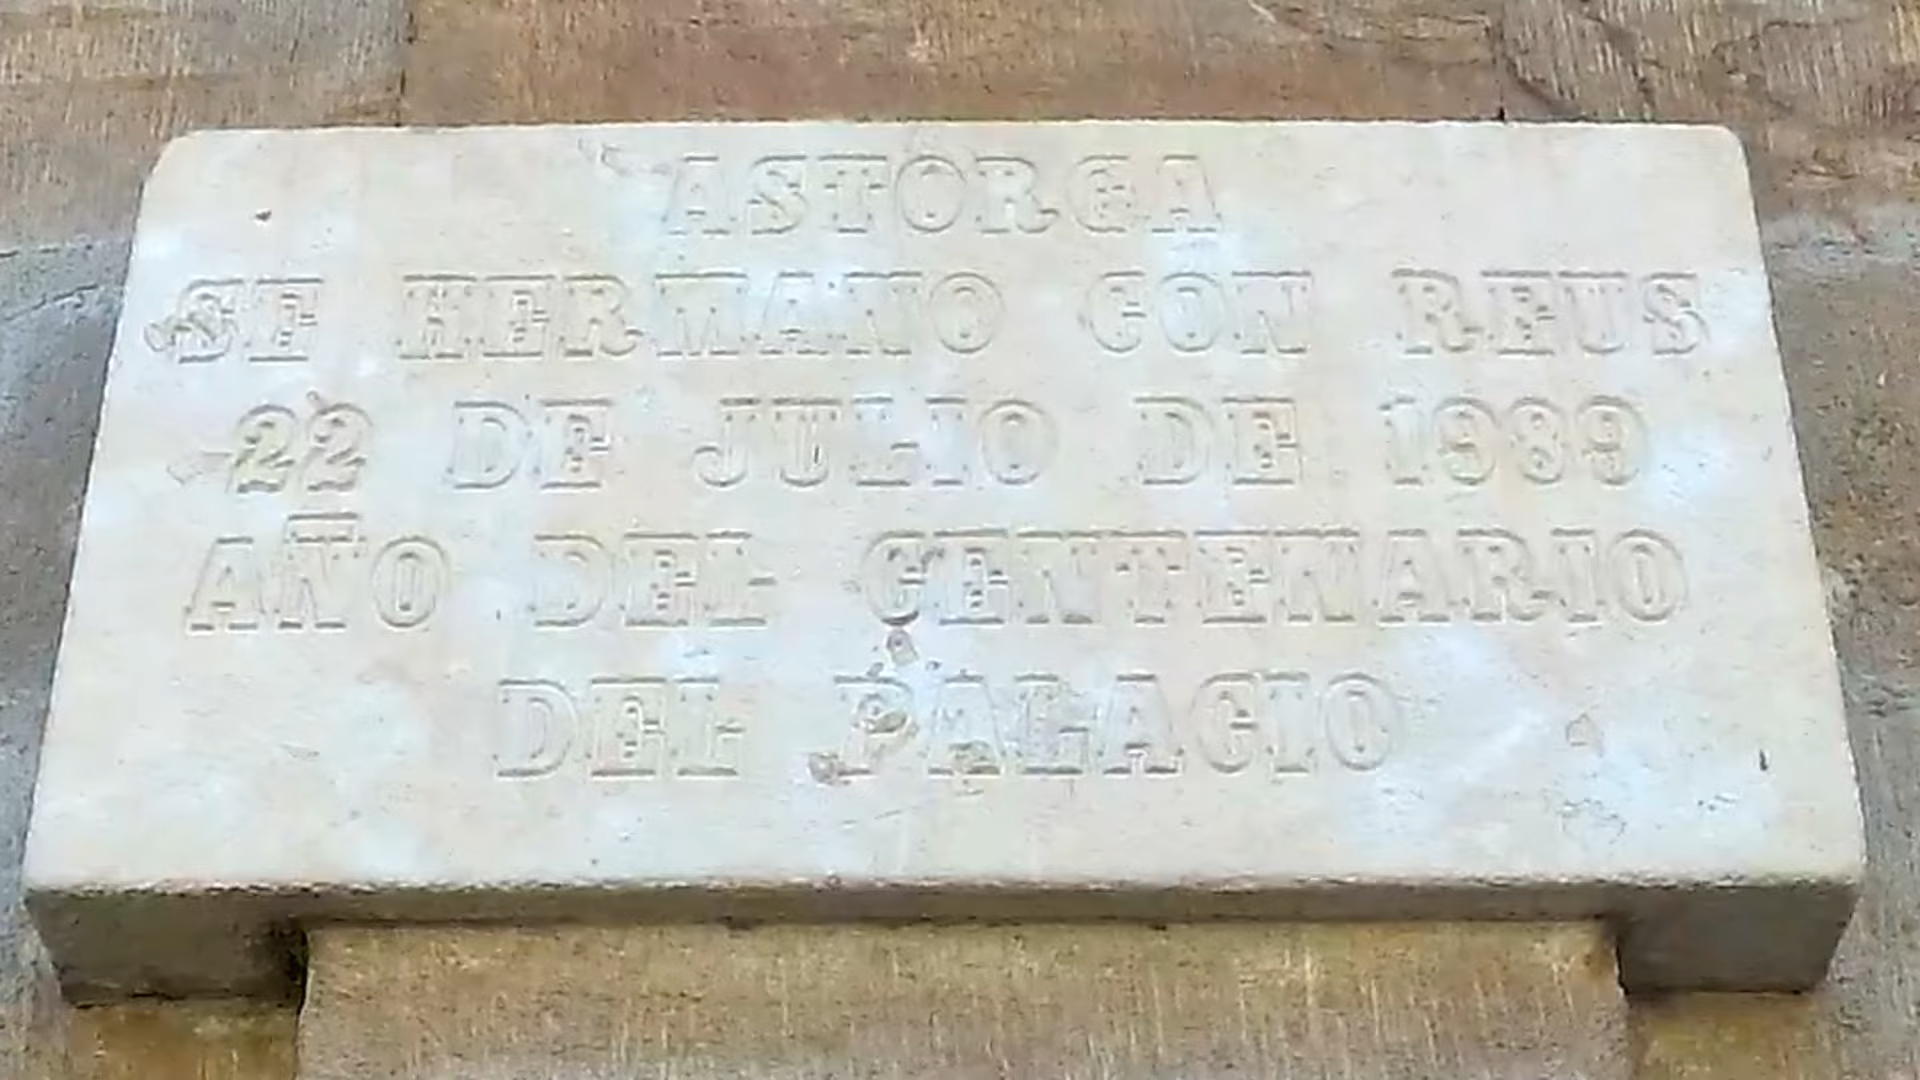 ASTORGA
SE HERMANO CON REUS
22 DE JULIO DE 1989
AÑO DEL CENTENARIO
DEL PALACIO